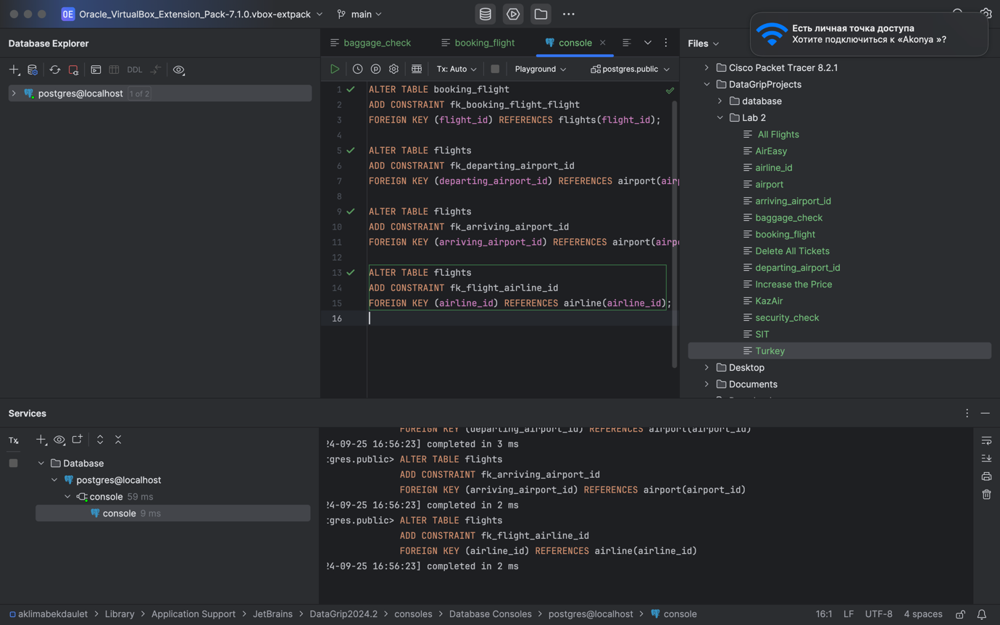 OE Oracle_VirtualBox_Extension_Pack-7.1.0.vbox-extpack main
Есть личная точка доступа
Хотите подключиться к «Akonya »?
Database Explorer
DDL
postgres@localhost 1 of 2
baggage_check booking_flight console
Tx: Auto Playground postgres.public
1 ALTER TABLE booking_flight
2 ADD CONSTRAINT fk_booking_flight_flight
3 FOREIGN KEY (flight_id) REFERENCES flights(flight_id);
4
5 ALTER TABLE flights
6 ADD CONSTRAINT fk_departing_airport_id
7 FOREIGN KEY (departing_airport_id) REFERENCES airport(airp
8
9 ALTER TABLE flights
10 ADD CONSTRAINT fk_arriving_airport_id
11 FOREIGN KEY (arriving_airport_id) REFERENCES airport(airpo
12
13 ALTER TABLE flights
14 ADD CONSTRAINT fk_flight_airline_id
15 FOREIGN KEY (airline_id) REFERENCES airline(airline_id);
16
Files
Cisco Packet Tracer 8.2.1
DataGripProjects
database
Lab 2
All Flights
AirEasy
airline_id
airport
arriving_airport_id
baggage_check
booking_flight
Delete All Tickets
departing_airport_id
Increase the Price
KazAir
security_check
SIT
Turkey
Desktop
Documents
Services
Tx
Database
postgres@localhost
console 59 ms
console 9 ms
FOREIGN KEY (departing_airport_id) REFERENCES airport(airport_id)
24-09-25 16:56:23] completed in 3 ms
tgres.public> ALTER TABLE flights
ADD CONSTRAINT fk_arriving_airport_id
FOREIGN KEY (arriving_airport_id) REFERENCES airport(airport_id)
24-09-25 16:56:23] completed in 2 ms
tgres.public> ALTER TABLE flights
ADD CONSTRAINT fk_flight_airline_id
FOREIGN KEY (airline_id) REFERENCES airline(airline_id)
24-09-25 16:56:23] completed in 2 ms
aklimabekdaulet Library Application Support JetBrains DataGrip2024.2 consoles Database Consoles postgres@localhost console 16:1 LF UTF-8 4 spaces